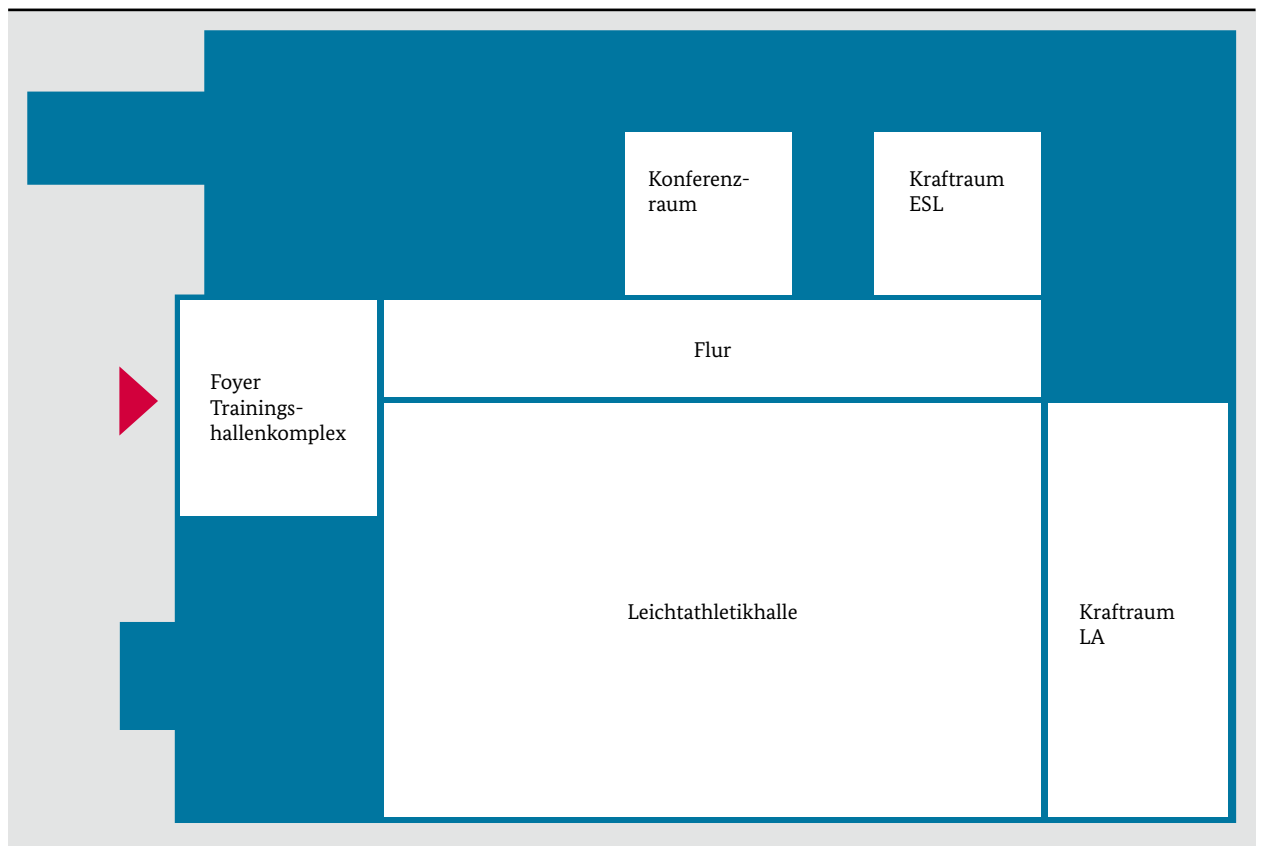 Konferenz-
raum
Kraftraum
ESL
Flur
Foyer
Trainings-
hallenkomplex
Leichtathletikhalle
Kraftraum
LA